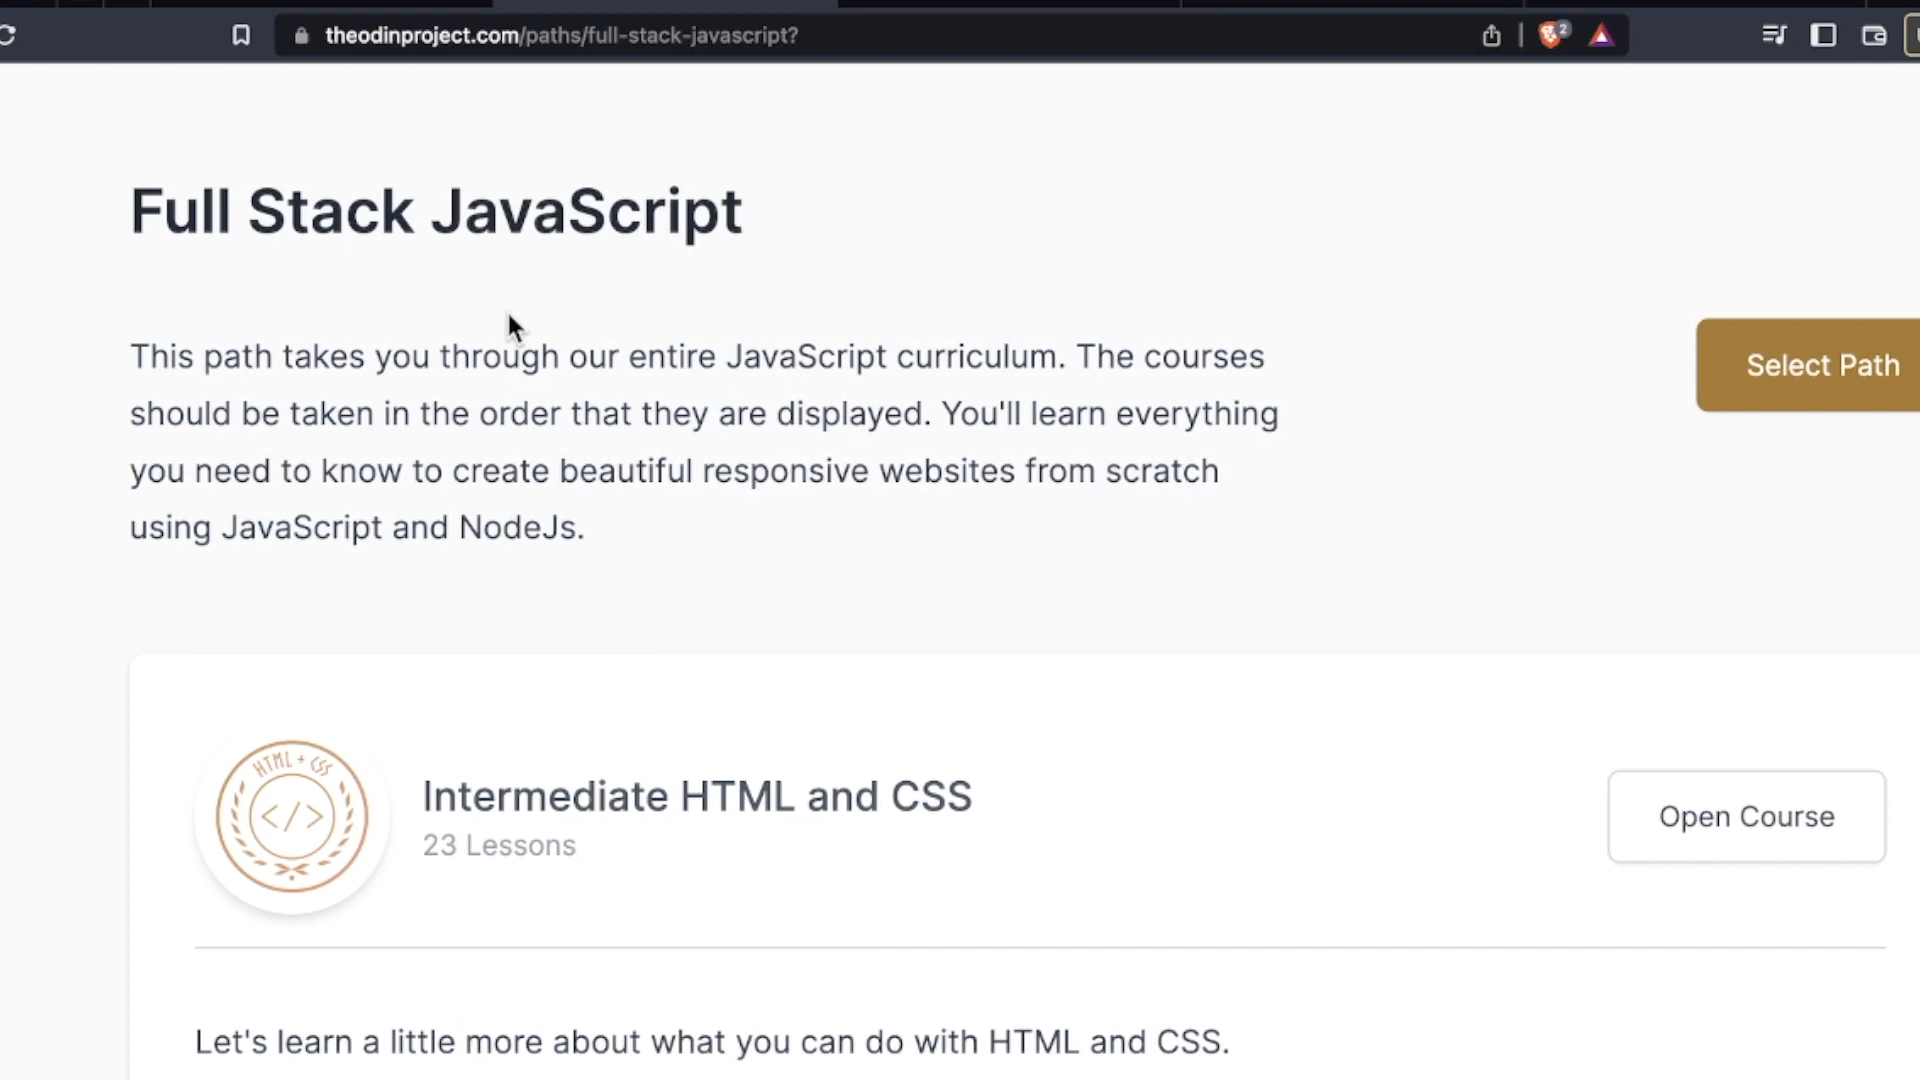 theodinproject.com/paths/full-stack-javascript?
2
Full Stack JavaScript
This path takes you through our entire JavaScript curriculum. The courses
should be taken in the order that they are displayed. You'll learn everything
you need to know to create beautiful responsive websites from scratch
using JavaScript and NodeJs.
Select Path
HTML + CSS
</>
Intermediate HTML and CSS
23 Lessons
Open Course
Let's learn a little more about what you can do with HTML and CSS.